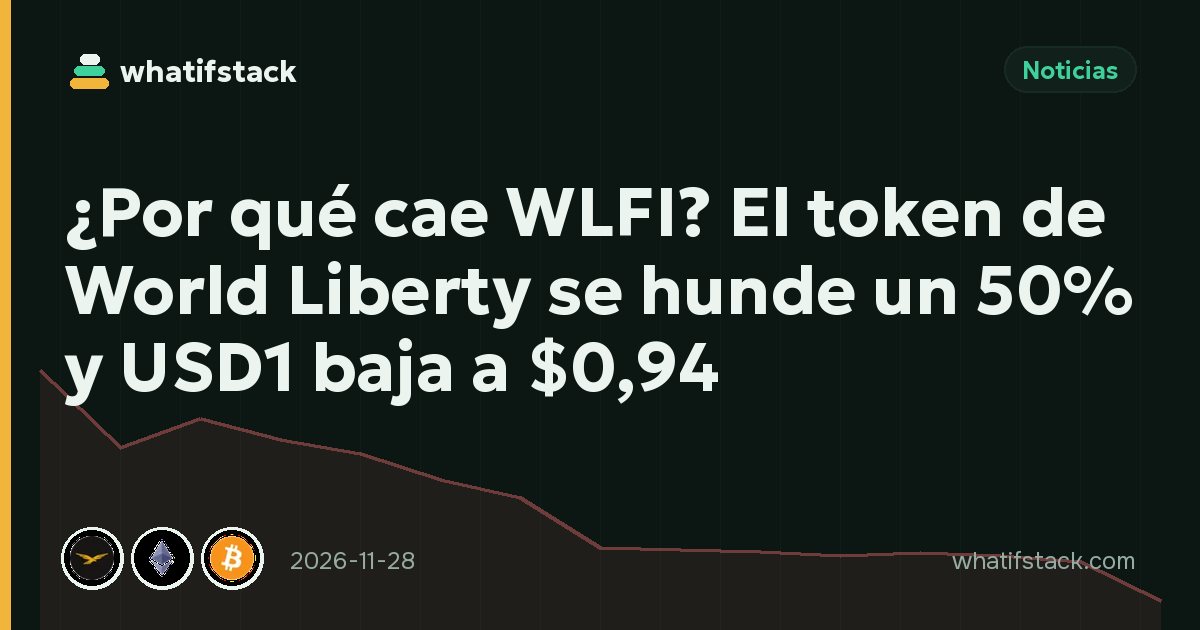 whatifstack
Noticias
¿Por qué cae WLFI? El token de
World Liberty se hunde un 50%
y USD1 baja a $0,94
2026-11-28
whatifstack.com